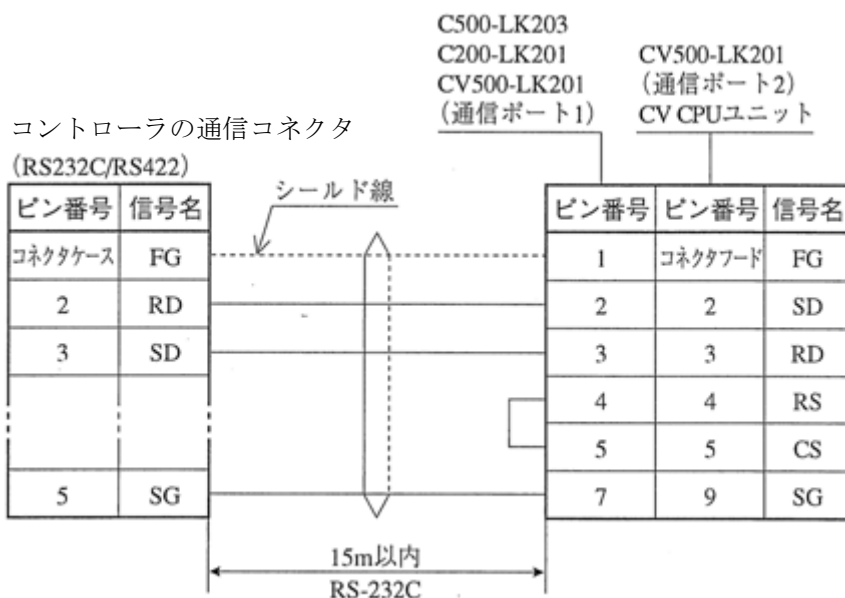 C500-LK203
C200-LK201
CV500-LK201
(通信ポート1)
CV500-LK201
(通信ポート2)
CV CPUユニット
コントローラの通信コネクタ
(RS232C/RS422)
ピン番号 信号名
コネクタケース FG
2 RD
3 SD
5 SG
シールド線
ピン番号 ピン番号 信号名
1 コネクタフード FG
2 2 SD
3 3 RD
4 4 RS
5 5 CS
7 9 SG
15m以内
RS-232C